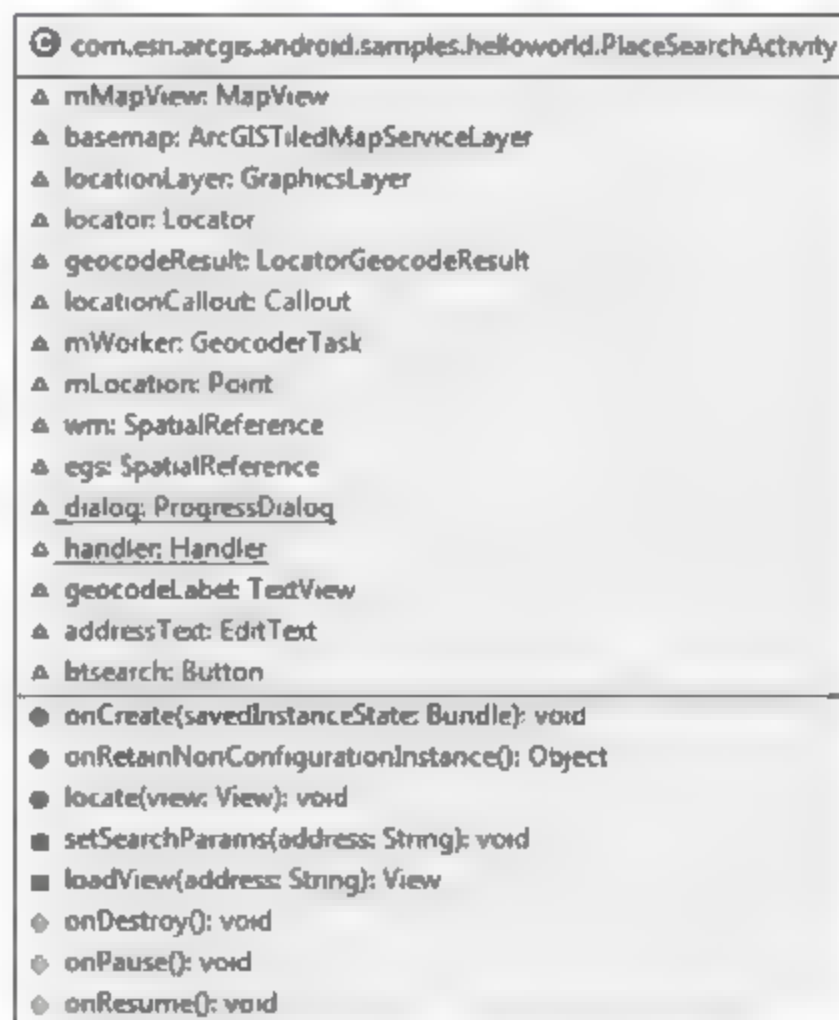 com.esri.arcgis.android.samples.helloworld.PlaceSearchActivity
mMapView: MapView
basemap: ArcGISTiledMapServiceLayer
locationLayer: GraphicsLayer
locator: Locator
geocodeResult: LocatorGeocodeResult
locationCallout: Callout
mWorker: GeocoderTask
mLocation: Point
wm: SpatialReference
egs: SpatialReference
_dialog: ProgressDialog
_handler: Handler
geocodeLabel: TextView
addressText: EditText
btsearch: Button
onCreate(savedInstanceState: Bundle): void
onRetainNonConfigurationInstance(): Object
locate(view: View): void
setSearchParams(address: String): void
loadView(address: String): View
onDestroy(): void
onPause(): void
onResume(): void